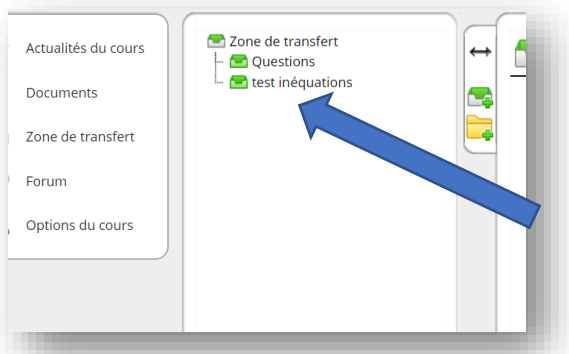 Actualités du cours
Documents
Zone de transfert
Forum
Options du cours
Zone de transfert
Questions
test inéquations